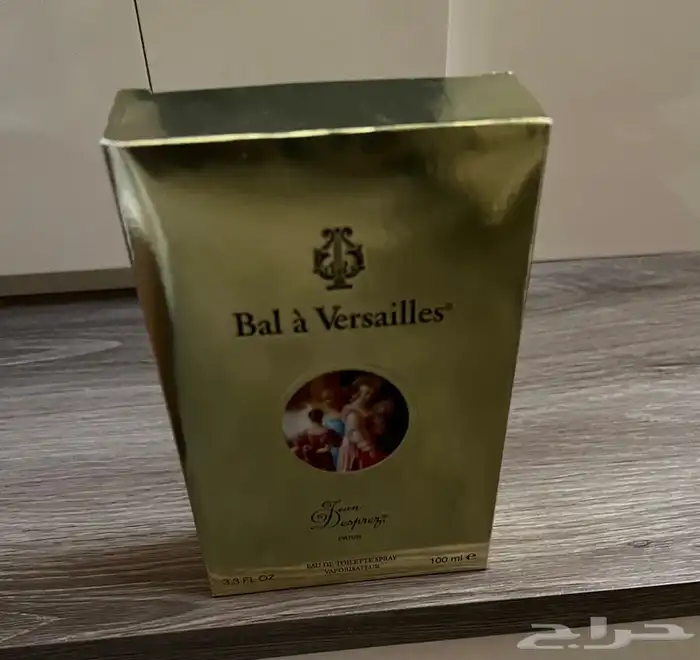 Bal à Versailles®
Jean
Desprez
PARIS
EAU DE TOILETTE SPRAY
VAPORISATEUR
3.3 FL OZ
100 ml e
حراج